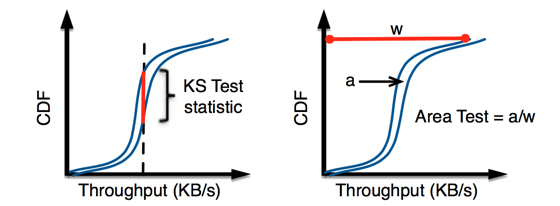 CDF
KS Test
statistic
Throughput (KB/s)
CDF
w
a
Area Test = a/w
Throughput (KB/s)